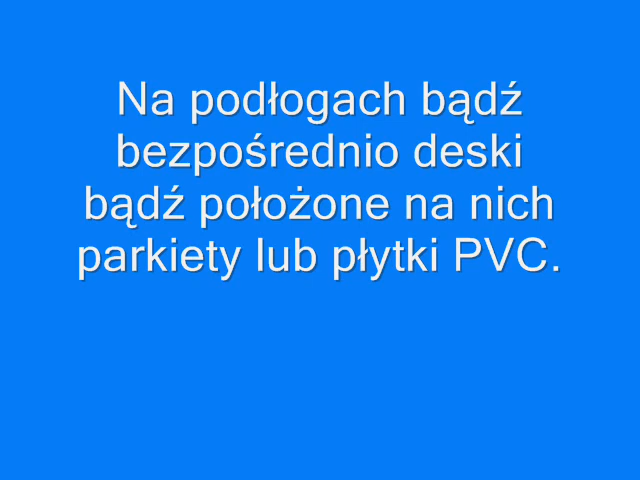 Na podłogach bądź
bezpośrednio deski
bądź położone na nich
parkiety lub płytki PVC.